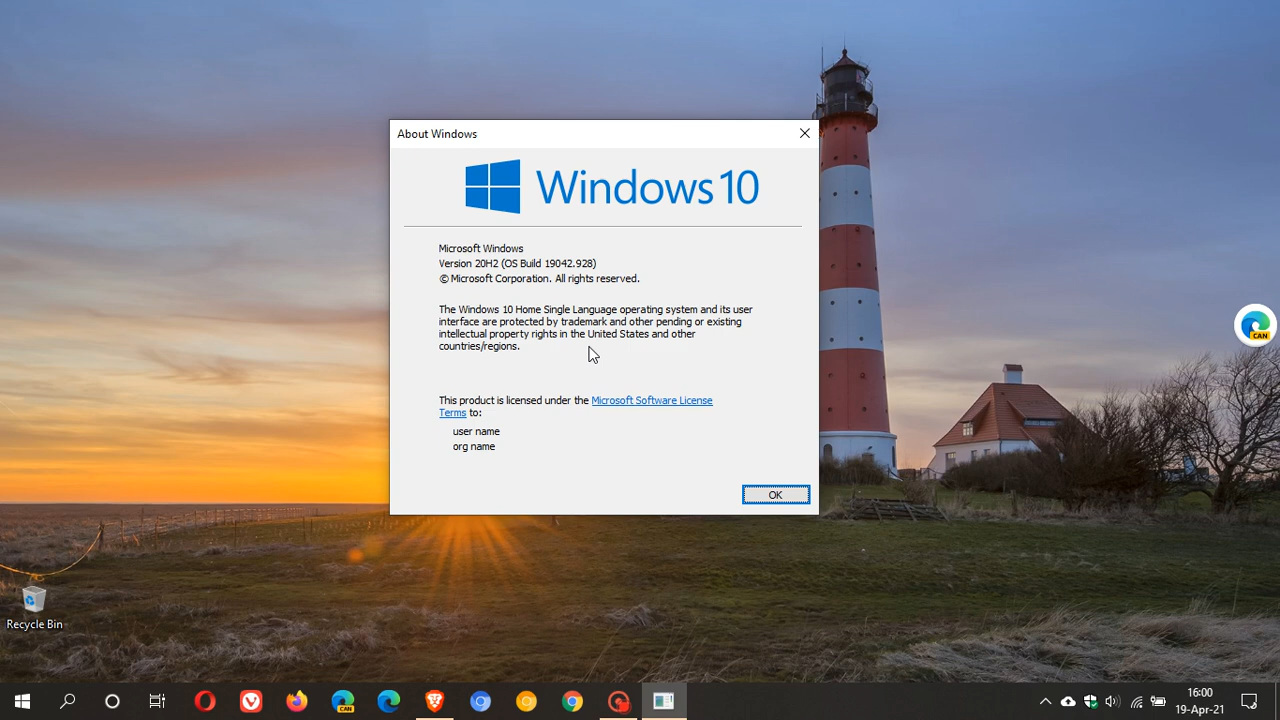 About Windows
Windows 10
Microsoft Windows
Version 20H2 (OS Build 19042.928)
© Microsoft Corporation. All rights reserved.
The Windows 10 Home Single Language operating system and its user
interface are protected by trademark and other pending or existing
intellectual property rights in the United States and other
countries/regions.
This product is licensed under the Microsoft Software License
Terms to:
user name
org name
OK
CAN
Recycle Bin
CAN
16:00
19-Apr-21